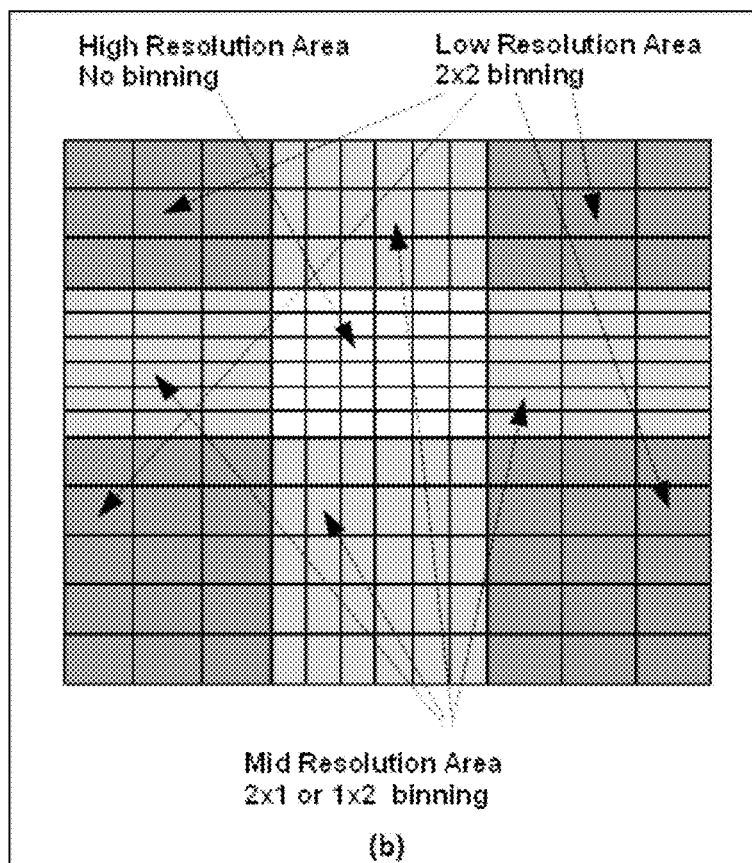 High Resolution Area
No binning
Low Resolution Area
2x2 binning
Mid Resolution Area
2x1 or 1x2 binning
(b)